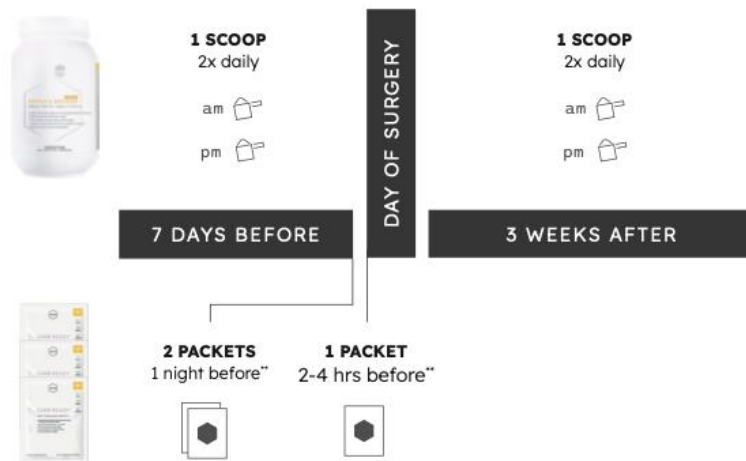 1 SCOOP
2x daily
am
pm
DAY OF SURGERY
1 SCOOP
2x daily
am
pm
7 DAYS BEFORE
3 WEEKS AFTER
2 PACKETS
1 night before**
1 PACKET
2-4 hrs before**